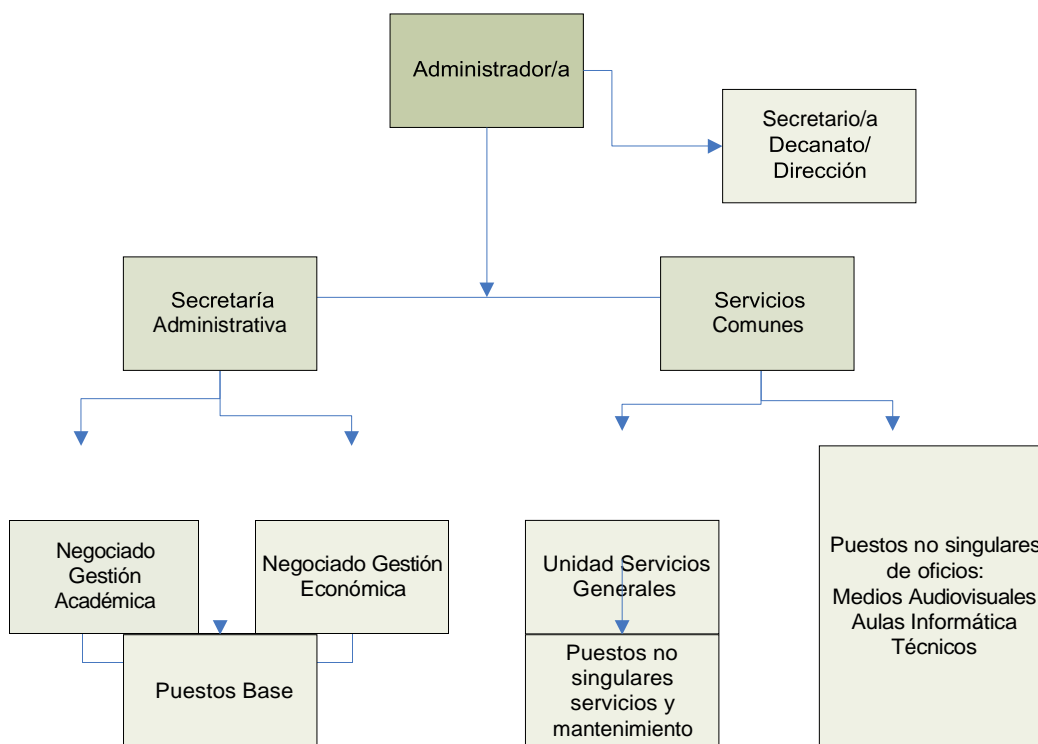 Administrador/a
Secretario/a
Decanato/
Dirección
Secretaría
Administrativa
Servicios
Comunes
Negociado
Gestión
Académica
Negociado Gestión
Económica
Unidad Servicios
Generales
Puestos no singulares
de oficios:
Medios Audiovisuales
Aulas Informática
Técnicos
Puestos Base
Puestos no
singulares
servicios y
mantenimiento